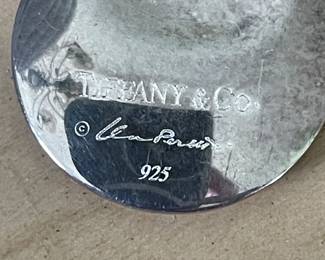 TIFFANY & CO.
© Elsa Peretti
925